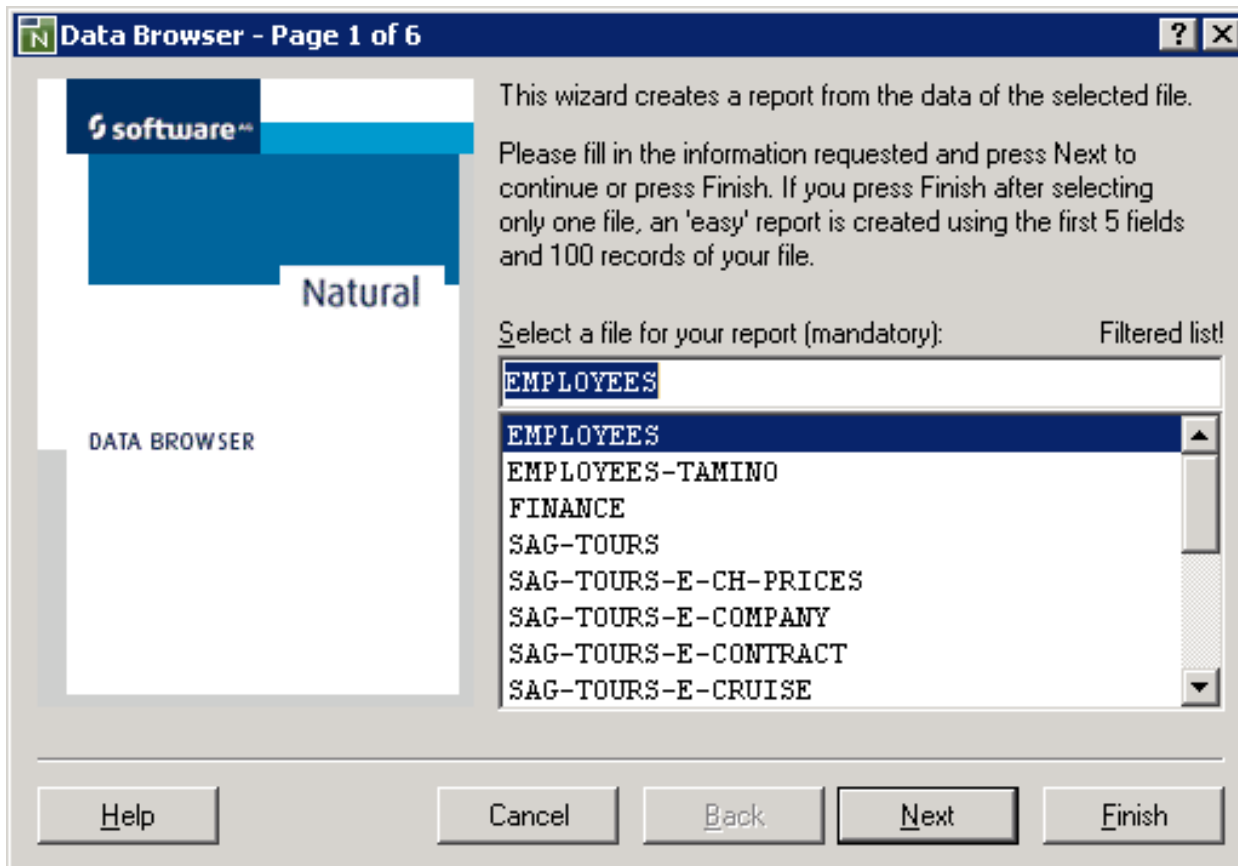 Data Browser - Page 1 of 6
software AG
Natural
DATA BROWSER
This wizard creates a report from the data of the selected file.
Please fill in the information requested and press Next to
continue or press Finish. If you press Finish after selecting
only one file, an 'easy' report is created using the first 5 fields
and 100 records of your file.
Select a file for your report (mandatory): Filtered list!
EMPLOYEES
EMPLOYEES
EMPLOYEES-TAMINO
FINANCE
SAG-TOURS
SAG-TOURS-E-CH-PRICES
SAG-TOURS-E-COMPANY
SAG-TOURS-E-CONTRACT
SAG-TOURS-E-CRUISE
Help Cancel Back Next Finish